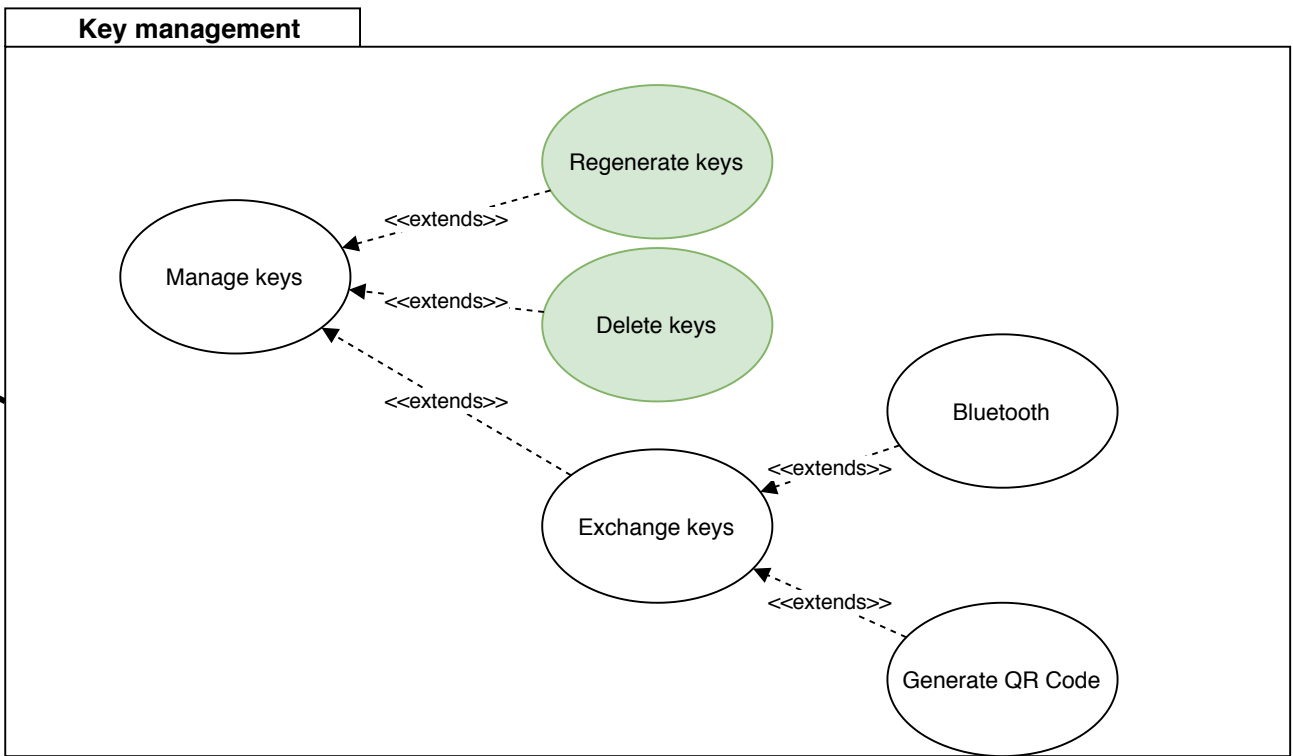 Key management
Regenerate keys
<<extends>>
Manage keys
<<extends>>
Delete keys
<<extends>>
Bluetooth
<<extends>>
Exchange keys
<<extends>>
Generate QR Code